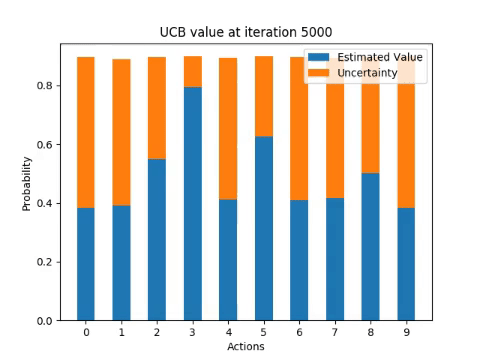 UCB value at iteration 5000
Estimated Value
Uncertainty
Probability
0.8
0.6
0.4
0.2
0.0
0 1 2 3 4 5 6 7 8 9
Actions